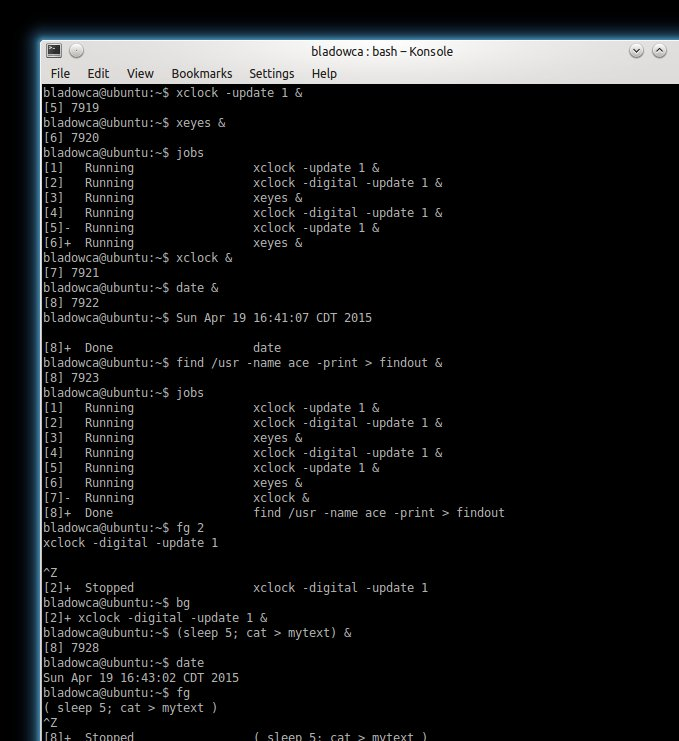 bladowca : bash – Konsole
File Edit View Bookmarks Settings Help
bladowca@ubuntu:~$ xclock -update 1 &
[5] 7919
bladowca@ubuntu:~$ xeyes &
[6] 7920
bladowca@ubuntu:~$ jobs
[1]   Running                 xclock -update 1 &
[2]   Running                 xclock -digital -update 1 &
[3]   Running                 xeyes &
[4]   Running                 xclock -digital -update 1 &
[5]-  Running                 xclock -update 1 &
[6]+  Running                 xeyes &
bladowca@ubuntu:~$ xclock &
[7] 7921
bladowca@ubuntu:~$ date &
[8] 7922
bladowca@ubuntu:~$ Sun Apr 19 16:41:07 CDT 2015
[8]+  Done                    date
bladowca@ubuntu:~$ find /usr -name ace -print > findout &
[8] 7923
bladowca@ubuntu:~$ jobs
[1]   Running                 xclock -update 1 &
[2]   Running                 xclock -digital -update 1 &
[3]   Running                 xeyes &
[4]   Running                 xclock -digital -update 1 &
[5]   Running                 xclock -update 1 &
[6]   Running                 xeyes &
[7]-  Running                 xclock &
[8]+  Done                    find /usr -name ace -print > findout
bladowca@ubuntu:~$ fg 2
xclock -digital -update 1
^Z
[2]+  Stopped                 xclock -digital -update 1
bladowca@ubuntu:~$ bg
[2]+ xclock -digital -update 1 &
bladowca@ubuntu:~$ (sleep 5; cat > mytext) &
[8] 7928
bladowca@ubuntu:~$ date
Sun Apr 19 16:43:02 CDT 2015
bladowca@ubuntu:~$ fg
( sleep 5; cat > mytext )
^Z
[8]+  Stopped                 ( sleep 5; cat > mytext )